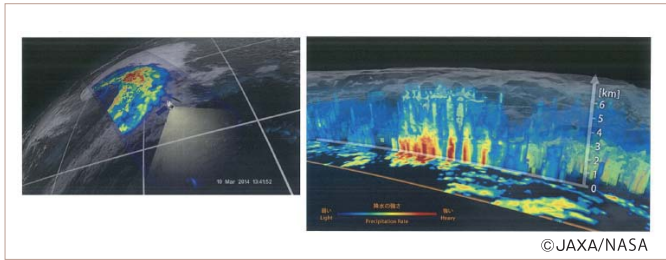 10 Mar 2014 13:41:52
[km]
6
5
4
3
2
1
0
降水の強さ
弱い
強い
Light
Precipitation Rate
Heavy
©JAXA/NASA